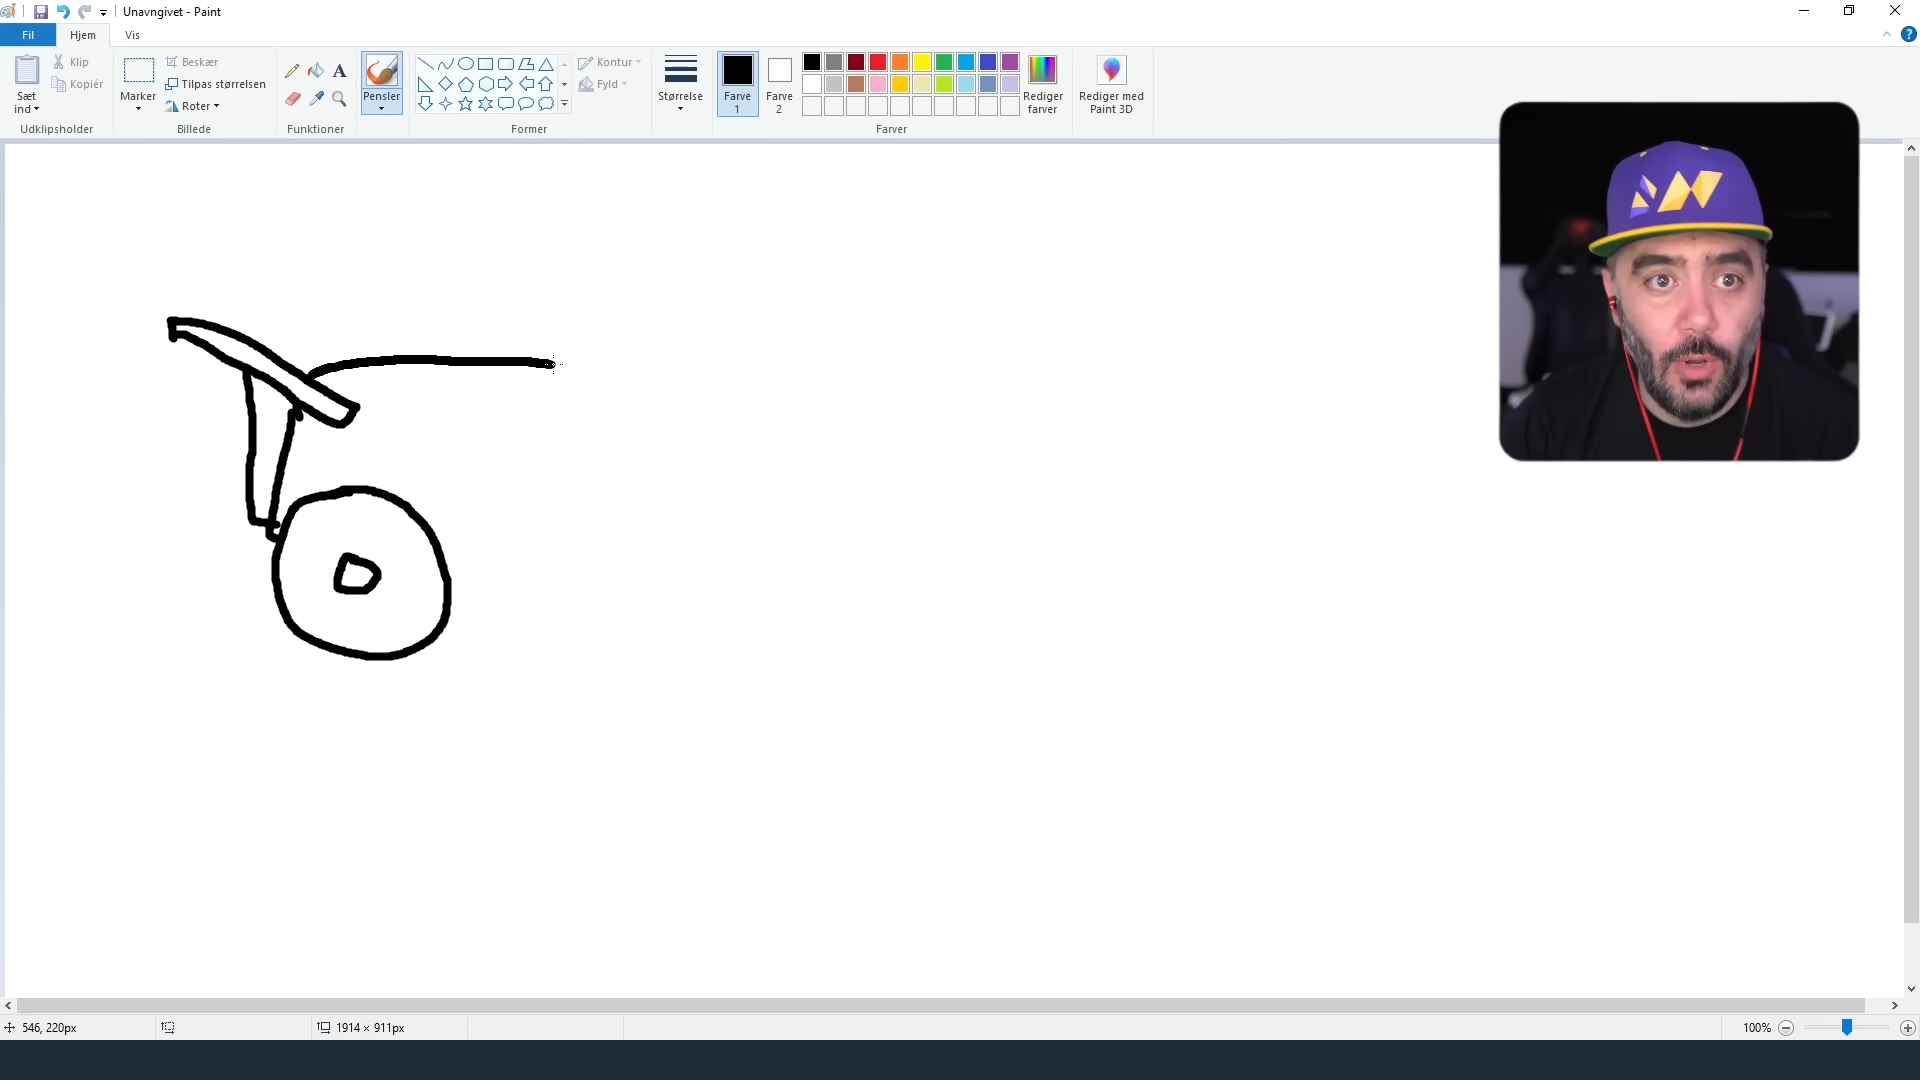 Unavngivet - Paint
Fil Hjem Vis
Sæt ind
Klip
Kopiér
Udklipsholder
Marker
Beskær
Tilpas størrelsen
Roter
Billede
A
Funktioner
Pensler
Former
Kontur
Fyld
Størrelse
Farve 1
Farve 2
Farver
Rediger farver
Rediger med Paint 3D
546, 220px
1914 × 911px
100%